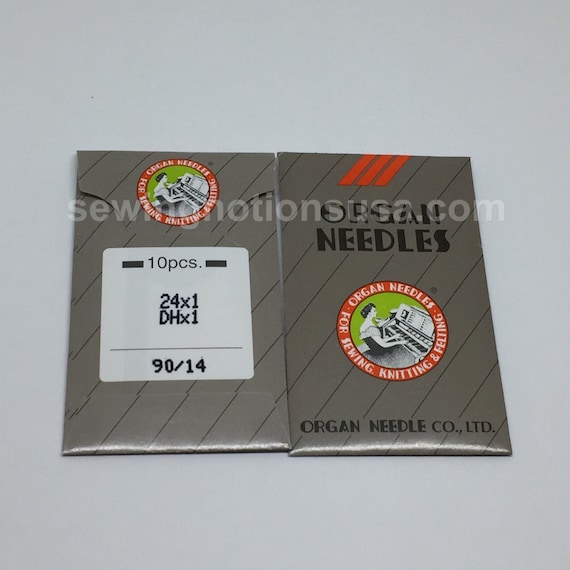 ORGAN NEEDLES
FOR SEWING, KNITTING & FELTING
10pcs.
24x1
DHx1
90/14
ORGAN
NEEDLES
®
ORGAN NEEDLES
FOR SEWING, KNITTING & FELTING
ORGAN NEEDLE CO., LTD.
sewingnotionsusa.com